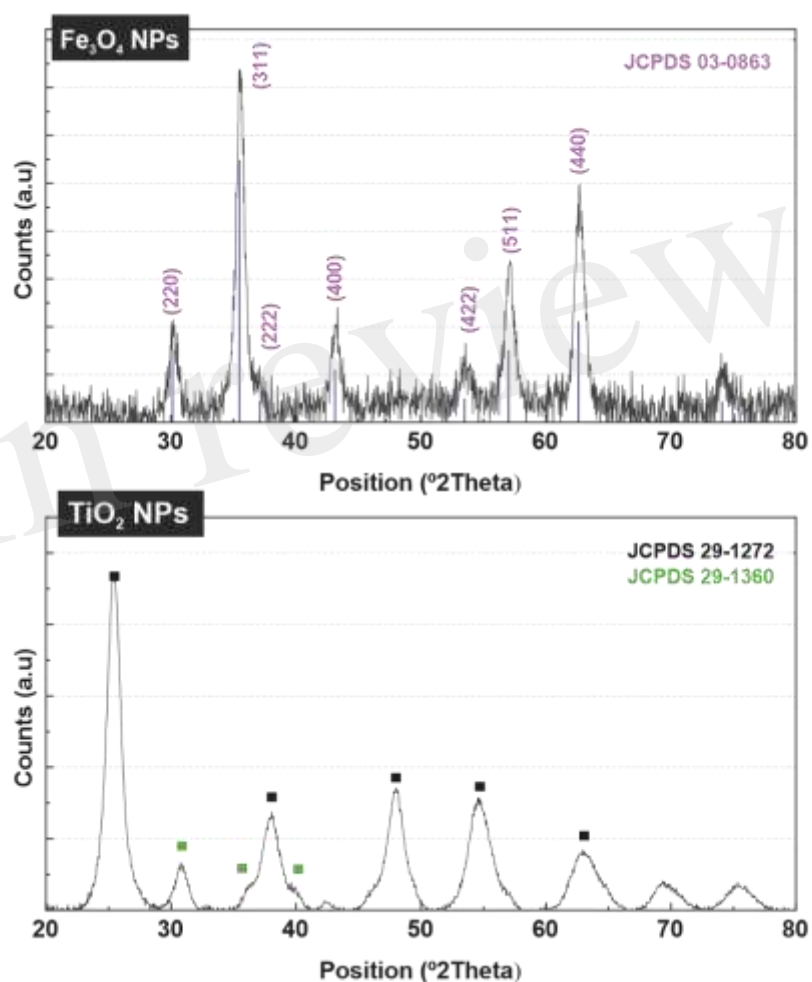 Fe₃O₄ NPs
JCPDS 03-0863
(311)
(440)
(511)
(220)
(400)
(222)
(422)
Counts (a.u)
20 30 40 50 60 70 80
Position (º2Theta)
TiO₂ NPs
JCPDS 29-1272
JCPDS 29-1360
Counts (a.u)
20 30 40 50 60 70 80
Position (º2Theta)
In review